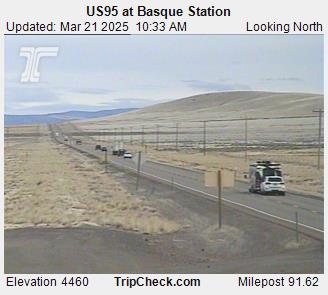 US95 at Basque Station
Updated: Mar 21 2025 10:33 AM Looking North
Elevation 4460 TripCheck.com Milepost 91.62